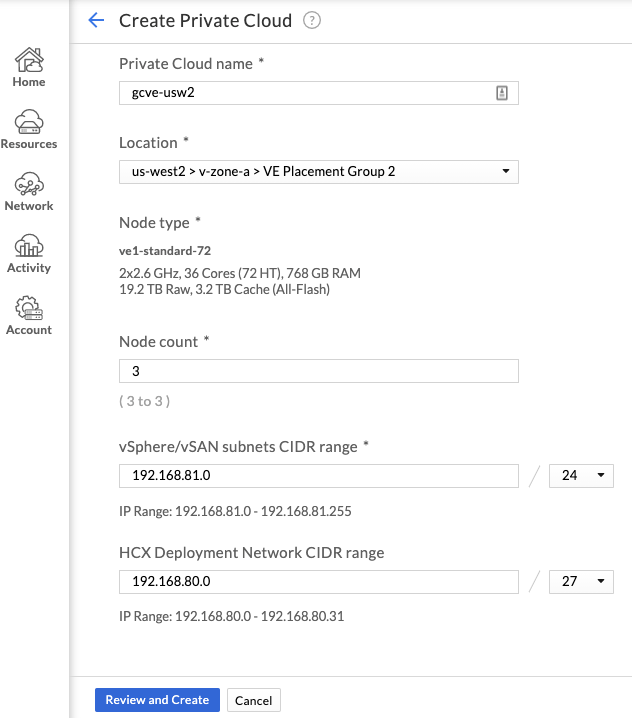 Create Private Cloud ?
Home
Resources
Network
Activity
Account
Private Cloud name *
gcve-usw2
Location *
us-west2 > v-zone-a > VE Placement Group 2
Node type *
ve1-standard-72
2x2.6 GHz, 36 Cores (72 HT), 768 GB RAM
19.2 TB Raw, 3.2 TB Cache (All-Flash)
Node count *
3
( 3 to 3 )
vSphere/vSAN subnets CIDR range *
192.168.81.0 / 24
IP Range: 192.168.81.0 - 192.168.81.255
HCX Deployment Network CIDR range
192.168.80.0 / 27
IP Range: 192.168.80.0 - 192.168.80.31
Review and Create
Cancel